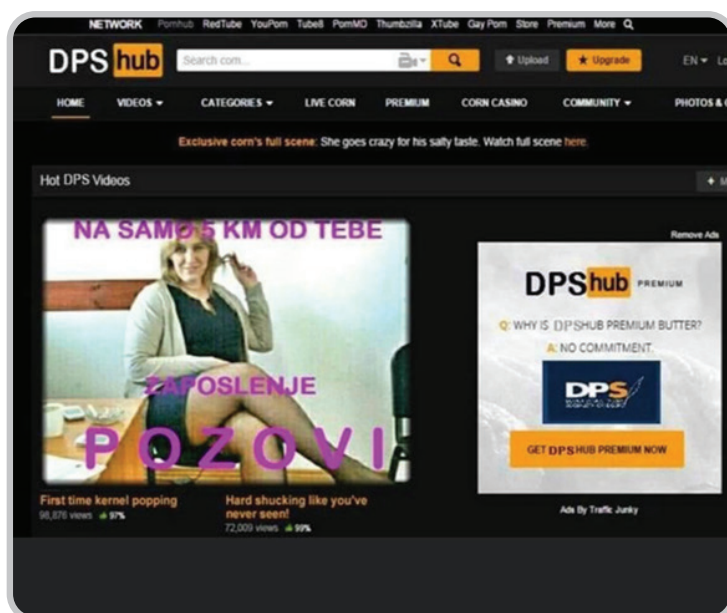 NETWORK Pornhub RedTube YouPorn Tube8 PornMD Thumbzilla XTube Gay Porn Store Premium More
DPS hub Search corn... Upload Upgrade EN
HOME VIDEOS CATEGORIES LIVE CORN PREMIUM CORN CASINO COMMUNITY PHOTOS &
Exclusive corn's full scene: She goes crazy for his salty taste. Watch full scene here.
Hot DPS Videos
NA SAMO 5 KM OD TEBE
ZAPOSLENJE
POZOVI
First time kernel popping
98,876 views 97%
Hard shucking like you've
never seen!
72,009 views 99%
Remove Ads
DPS hub PREMIUM
Q: WHY IS DPSHUB PREMIUM BUTTER?
A: NO COMMITMENT.
DPS
GET DPSHUB PREMIUM NOW
Ads By Traffic Junky